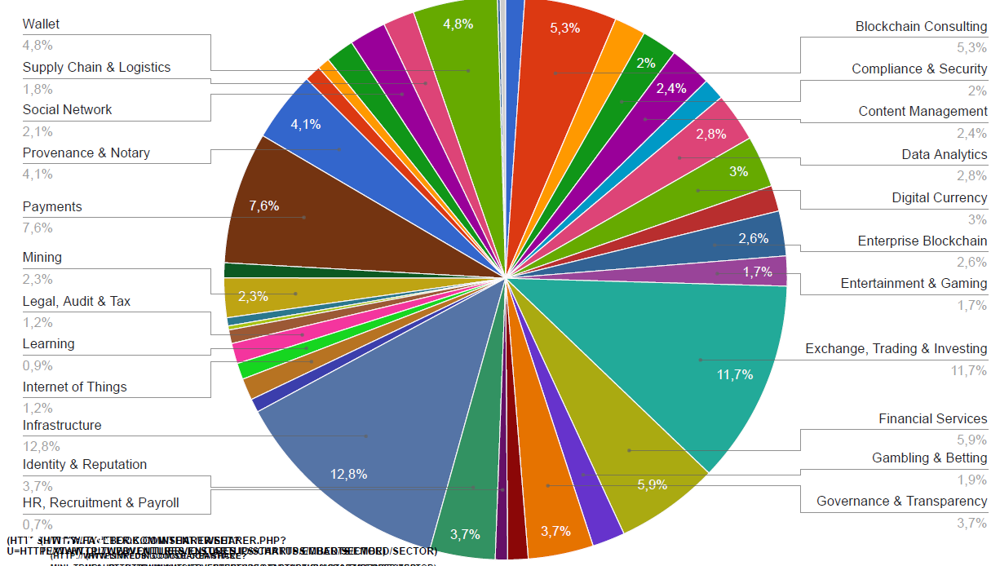 Wallet
4,8%
Supply Chain & Logistics
1,8%
Social Network
2,1%
Provenance & Notary
4,1%
Payments
7,6%
Mining
2,3%
Legal, Audit & Tax
1,2%
Learning
0,9%
Internet of Things
1,2%
Infrastructure
12,8%
Identity & Reputation
3,7%
HR, Recruitment & Payroll
0,7%
4,8%
5,3%
2%
2,4%
2,8%
3%
2,6%
1,7%
11,7%
5,9%
3,7%
3,7%
12,8%
2,3%
7,6%
4,1%
Blockchain Consulting
5,3%
Compliance & Security
2%
Content Management
2,4%
Data Analytics
2,8%
Digital Currency
3%
Enterprise Blockchain
2,6%
Entertainment & Gaming
1,7%
Exchange, Trading & Investing
11,7%
Financial Services
5,9%
Gambling & Betting
1,9%
Governance & Transparency
3,7%